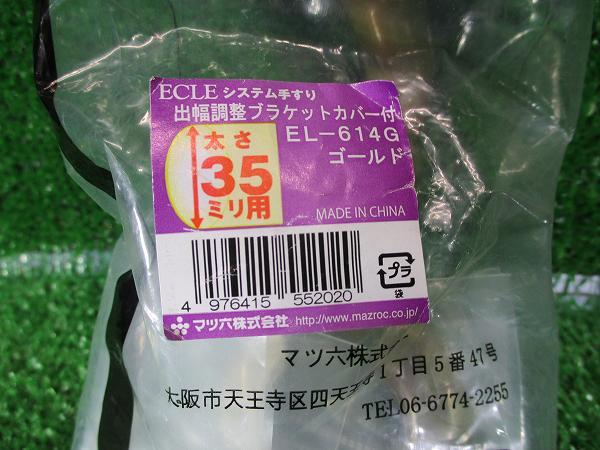 ECLE システム手すり
出幅調整ブラケットカバー付
EL-614G
ゴールド
太さ
35
ミリ用
MADE IN CHINA
4 976415 552020
プラ
袋
マツ六株式会社 http://www.mazroc.co.jp/
マツ六株式
大阪市天王寺区四天王寺1丁目5番47号
TEL06-6774-2255